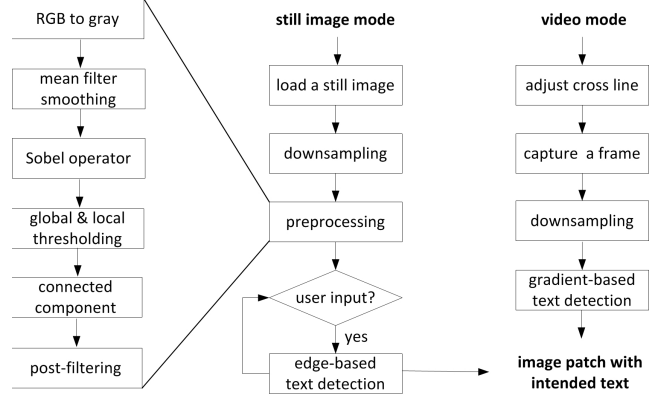 RGB to gray
mean filter
smoothing
Sobel operator
global & local
thresholding
connected
component
post-filtering
still image mode
load a still image
downsampling
preprocessing
user input?
yes
edge-based
text detection
video mode
adjust cross line
capture a frame
downsampling
gradient-based
text detection
image patch with
intended text